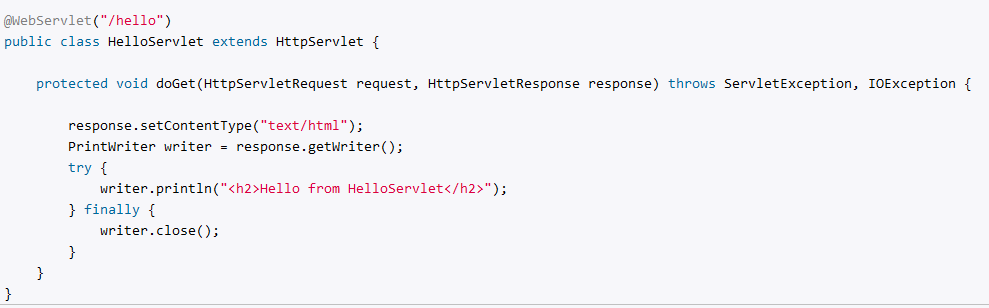 @WebServlet("/hello")
public class HelloServlet extends HttpServlet {
protected void doGet(HttpServletRequest request, HttpServletResponse response) throws ServletException, IOException {
response.setContentType("text/html");
PrintWriter writer = response.getWriter();
try {
writer.println("<h2>Hello from HelloServlet</h2>");
} finally {
writer.close();
}
}
}